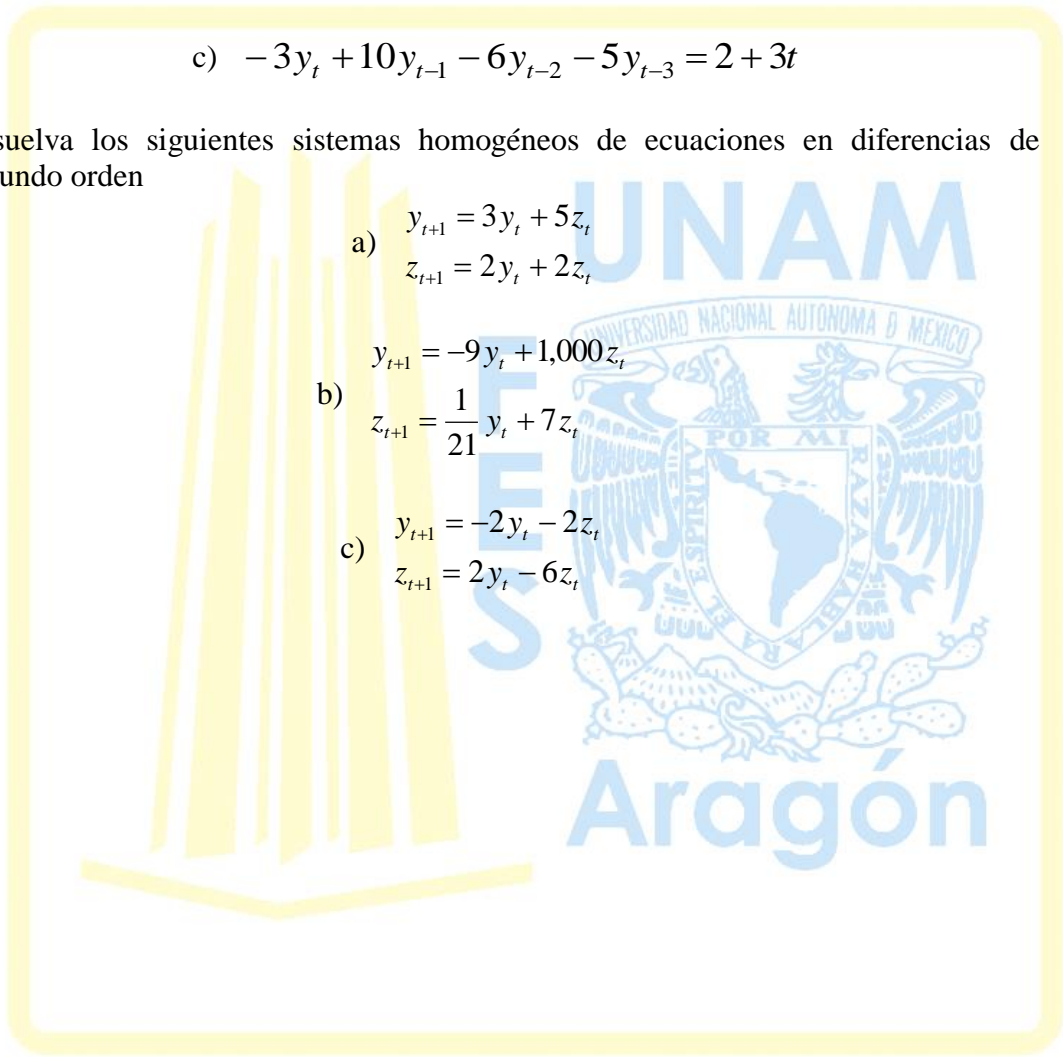 c) −3y_t + 10y_{t−1} − 6y_{t−2} − 5y_{t−3} = 2 + 3t
suelva los siguientes sistemas homogéneos de ecuaciones en diferencias de
undo orden
a) y_{t+1} = 3y_t + 5z_t
z_{t+1} = 2y_t + 2z_t
b) y_{t+1} = −9y_t + 1,000z_t
z_{t+1} = \frac{1}{21} y_t + 7z_t
c) y_{t+1} = −2y_t − 2z_t
z_{t+1} = 2y_t − 6z_t
UNAM
UNIVERSIDAD NACIONAL AUTONOMA D MEXICO
POR MI RAZA HABLARA
ESPIRITV
FES
Aragón